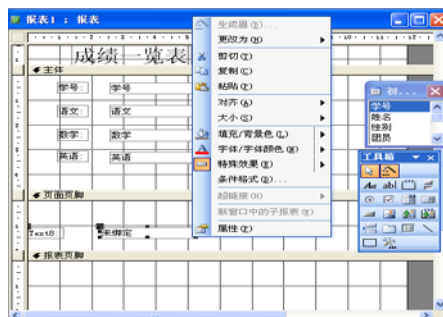 报表1 : 报表
成绩一览表
主体
学号: 学号
语文: 语文
数学: 数学
英语: 英语
页面页脚
Text8: 未绑定
报表页脚
生成器(B)...
更改为(H)
剪切(T)
复制(C)
粘贴(P)
对齐(A)
大小(S)
填充/背景色(L)
字体/字体颜色(X)
特殊效果(E)
条件格式(D)...
超链接(H)
新窗口中的子报表(W)
属性(P)
初...
学号
姓名
性别
团员
工具箱
Aa ab|